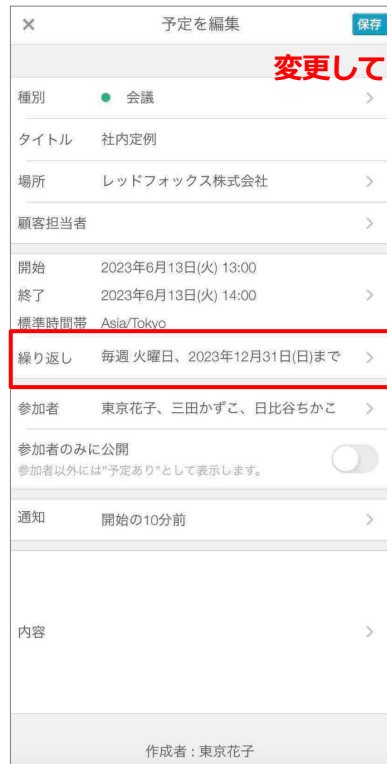 × 予定を編集 保存
変更して
種別 ● 会議 >
タイトル 社内定例
場所 レッドフォックス株式会社 >
顧客担当者 >
開始 2023年6月13日(火) 13:00
終了 2023年6月13日(火) 14:00 >
標準時間帯 Asia/Tokyo
繰り返し 毎週 火曜日、2023年12月31日(日)まで >
参加者 東京花子、三田かずこ、日比谷ちかこ >
参加者のみに公開
参加者以外には"予定あり"として表示します。
通知 開始の10分前 >
内容 >
作成者 : 東京花子